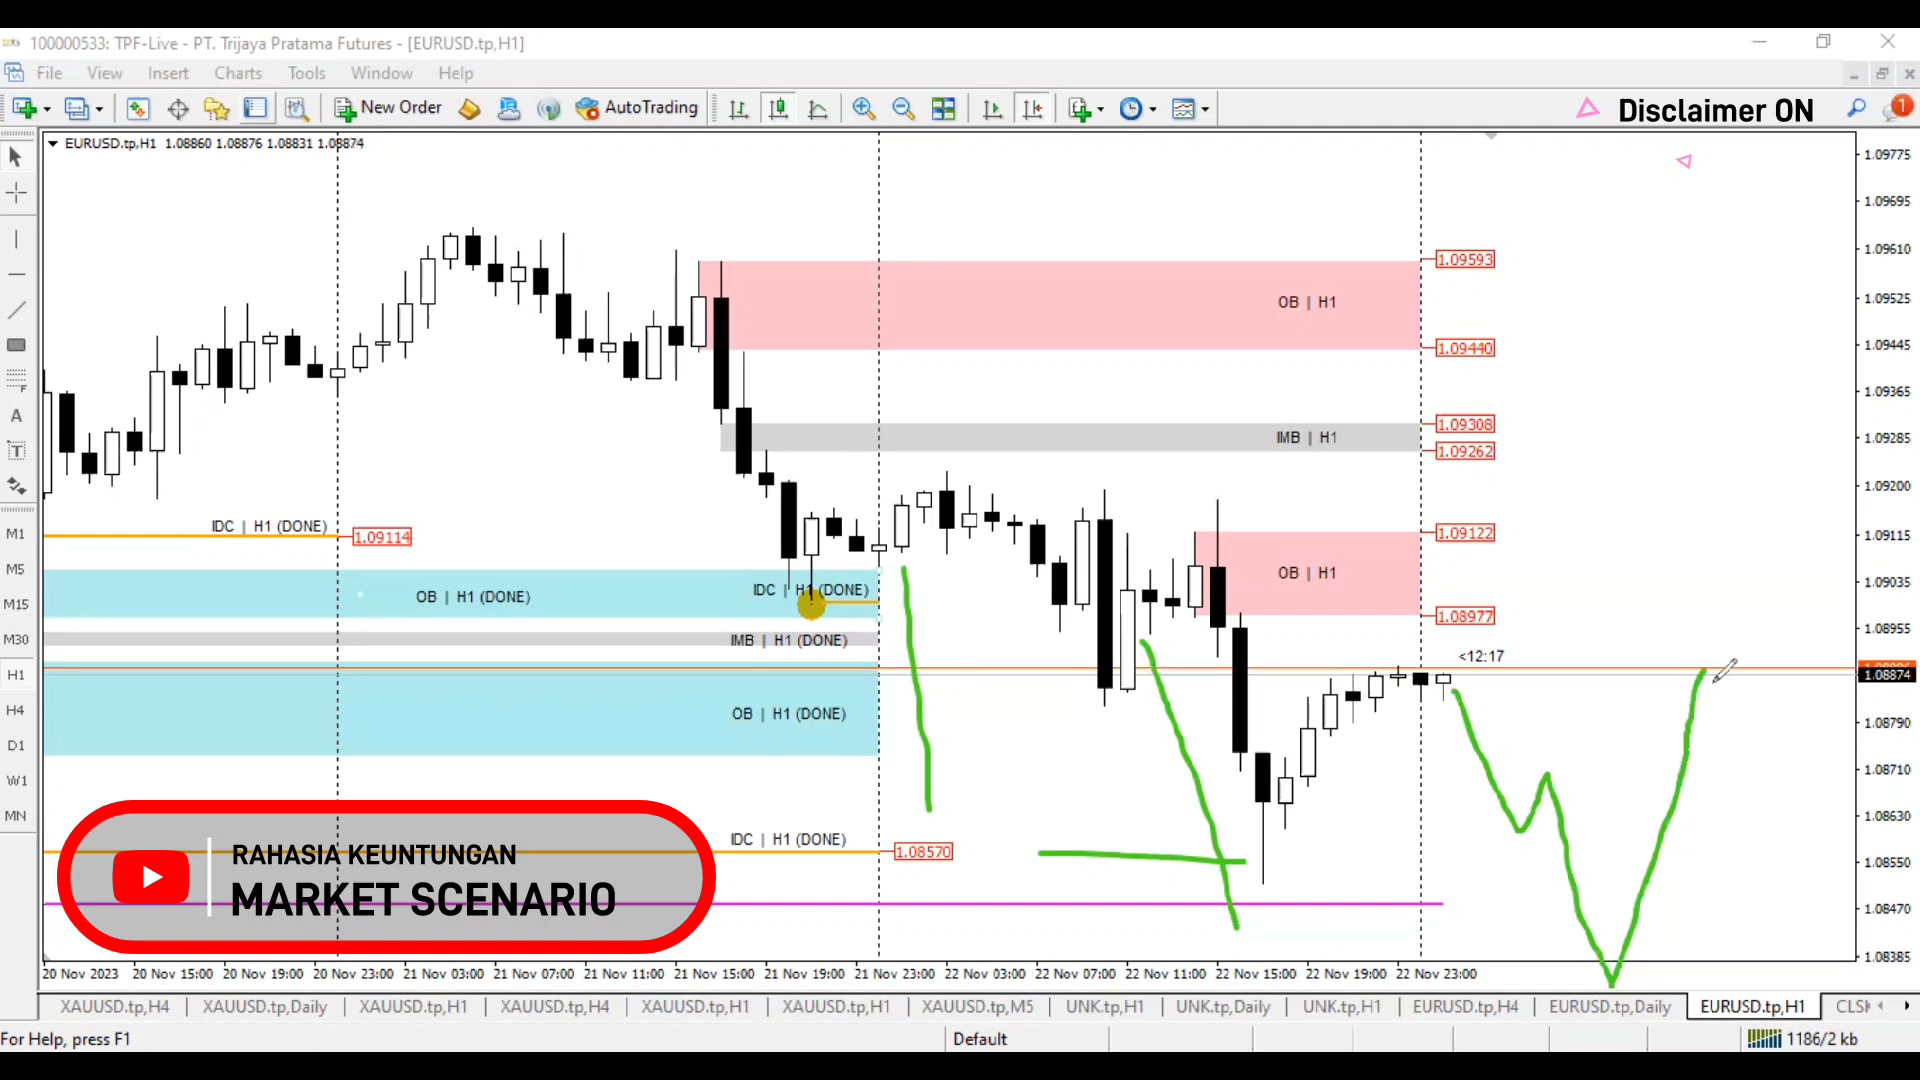 100000533: TPF-Live - PT. Trijaya Pratama Futures - [EURUSD.tp,H1]
File View Insert Charts Tools Window Help
New Order AutoTrading
Disclaimer ON
1
EURUSD.tp,H1 1.08860 1.08876 1.08831 1.08874
1.09775
1.09695
1.09610
1.09593
OB | H1
1.09525
1.09440
1.09445
1.09365
1.09308
IMB | H1
1.09285
1.09262
1.09200
IDC | H1 (DONE)
1.09114
1.09122
1.09115
OB | H1
IDC | H1 (DONE)
1.09035
OB | H1 (DONE)
1.08977
1.08955
IMB | H1 (DONE)
<12:17
1.08874
OB | H1 (DONE)
1.08790
1.08710
1.08630
IDC | H1 (DONE)
1.08570
1.08550
1.08470
1.08385
M1
M5
M15
M30
H1
H4
D1
W1
MN
RAHASIA KEUNTUNGAN
MARKET SCENARIO
20 Nov 2023 20 Nov 15:00 20 Nov 19:00 20 Nov 23:00 21 Nov 03:00 21 Nov 07:00 21 Nov 11:00 21 Nov 15:00 21 Nov 19:00 21 Nov 23:00 22 Nov 03:00 22 Nov 07:00 22 Nov 11:00 22 Nov 15:00 22 Nov 19:00 22 Nov 23:00
XAUUSD.tp,H4 XAUUSD.tp,Daily XAUUSD.tp,H1 XAUUSD.tp,H4 XAUUSD.tp,H1 XAUUSD.tp,H1 XAUUSD.tp,M5 UNK.tp,H1 UNK.tp,Daily UNK.tp,H1 EURUSD.tp,H4 EURUSD.tp,Daily EURUSD.tp,H1
For Help, press F1
Default
1186/2 kb